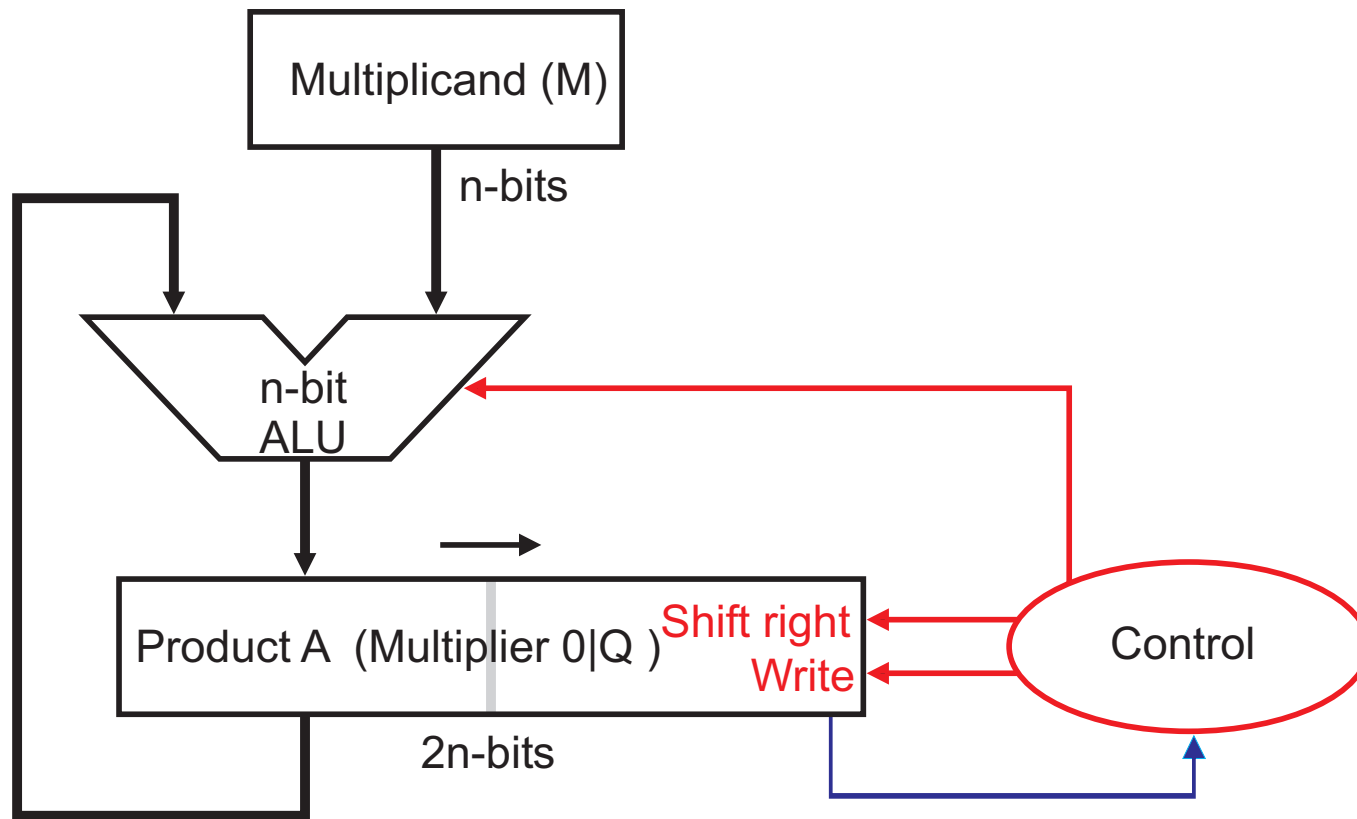 Multiplicand (M)
n-bits
n-bit
ALU
Product A (Multiplier 0|Q )
Shift right
Write
Control
2n-bits